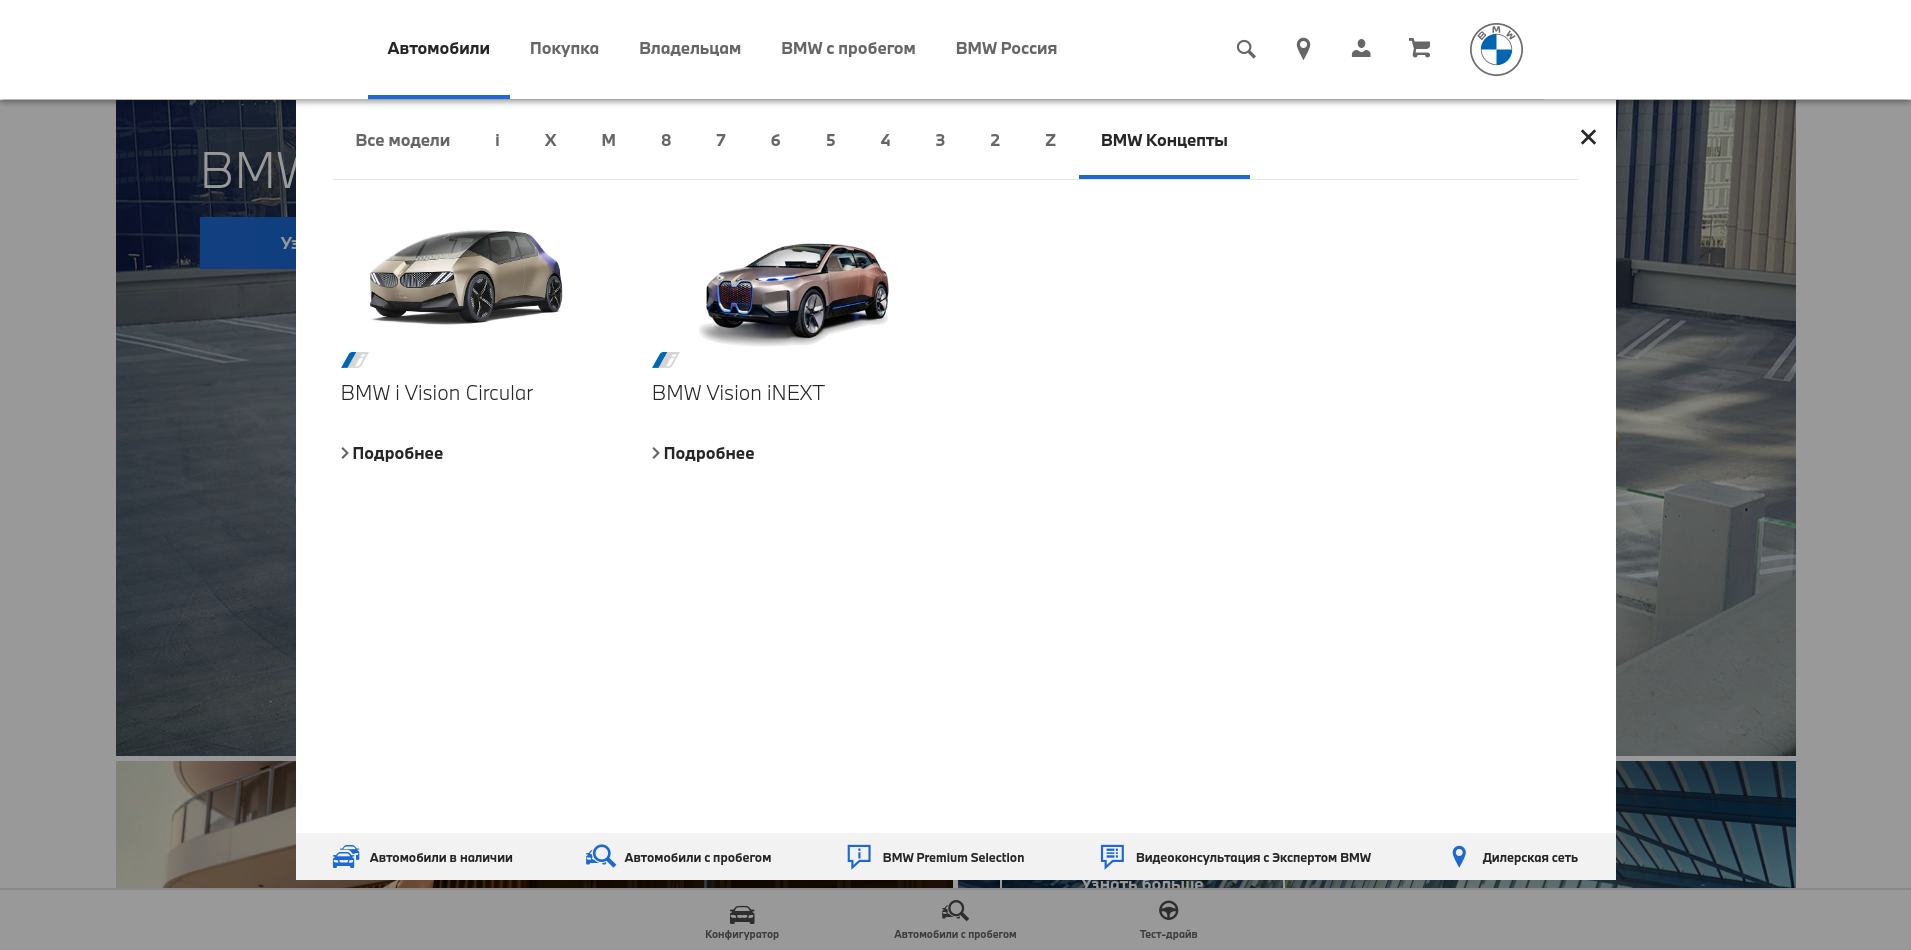 Автомобили
Покупка
Владельцам
BMW с пробегом
BMW Россия
BMW
Все модели
i
X
M
8
7
6
5
4
3
2
Z
BMW Концепты
BMW
BMW i Vision Circular
BMW Vision iNEXT
Подробнее
Подробнее
Автомобили в наличии
Автомобили с пробегом
BMW Premium Selection
Видеоконсультация с Экспертом BMW
Дилерская сеть
Узнать больше
Конфигуратор
Автомобили с пробегом
Тест-драйв